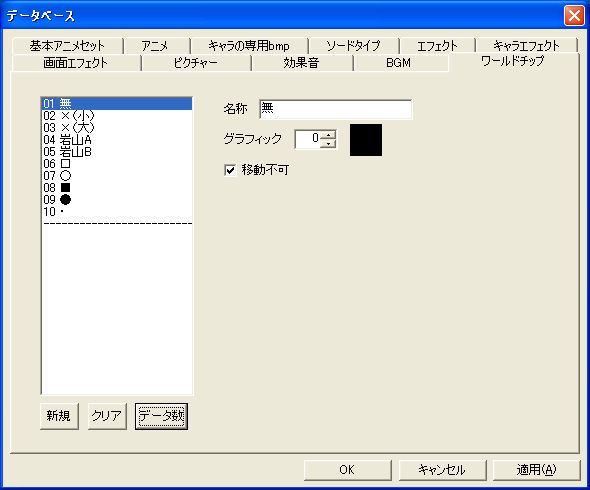 データベース
基本アニメセット アニメ キャラの専用bmp ソードタイプ エフェクト キャラエフェクト
画面エフェクト ピクチャー 効果音 BGM ワールドチップ
01 無
02 ×(小)
03 ×(大)
04 岩山A
05 岩山B
06 □
07 ○
08 ■
09 ●
10 ・
名称 無
グラフィック 0
移動不可
新規 クリア データ数
OK キャンセル 適用(A)